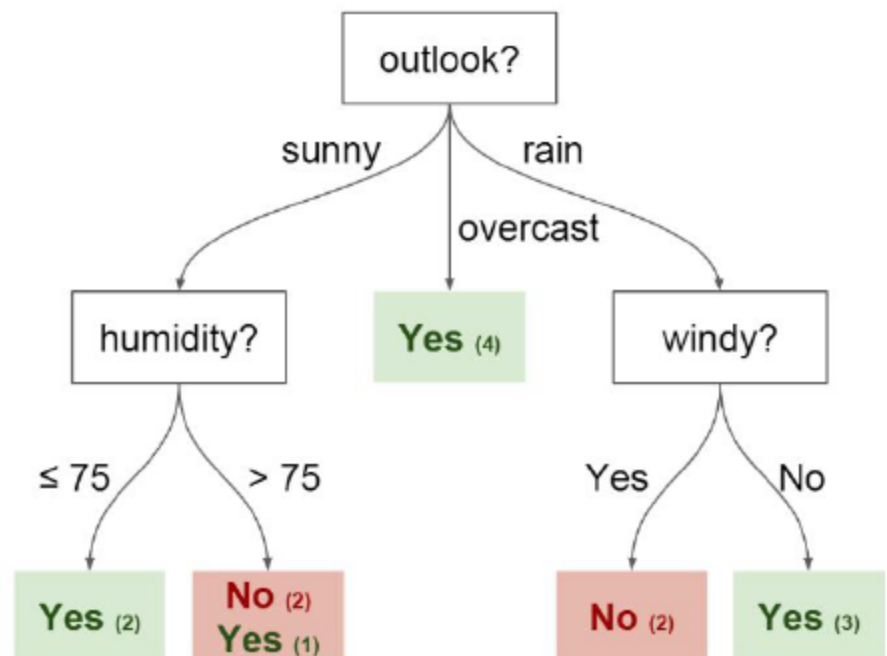 outlook?
sunny
rain
overcast
humidity?
Yes (4)
windy?
≤ 75
> 75
Yes
No
Yes (2)
No (2)
Yes (1)
No (2)
Yes (3)